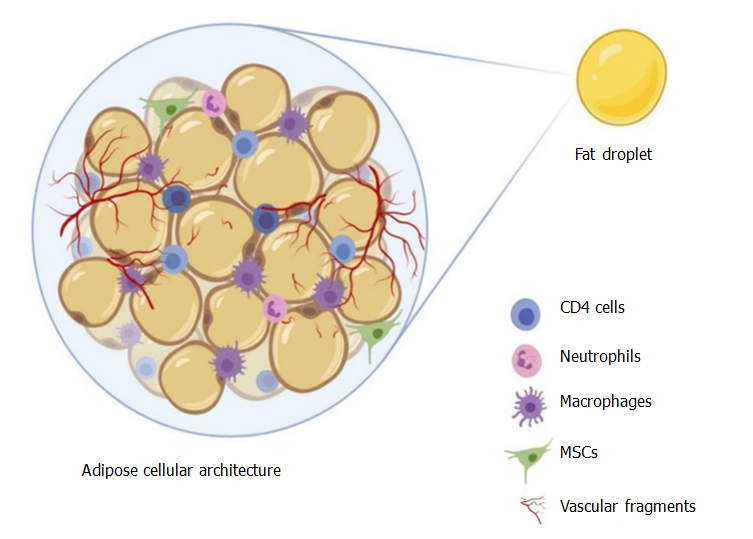 Fat droplet
CD4 cells
Neutrophils
Macrophages
MSCs
Adipose cellular architecture
Vascular fragments